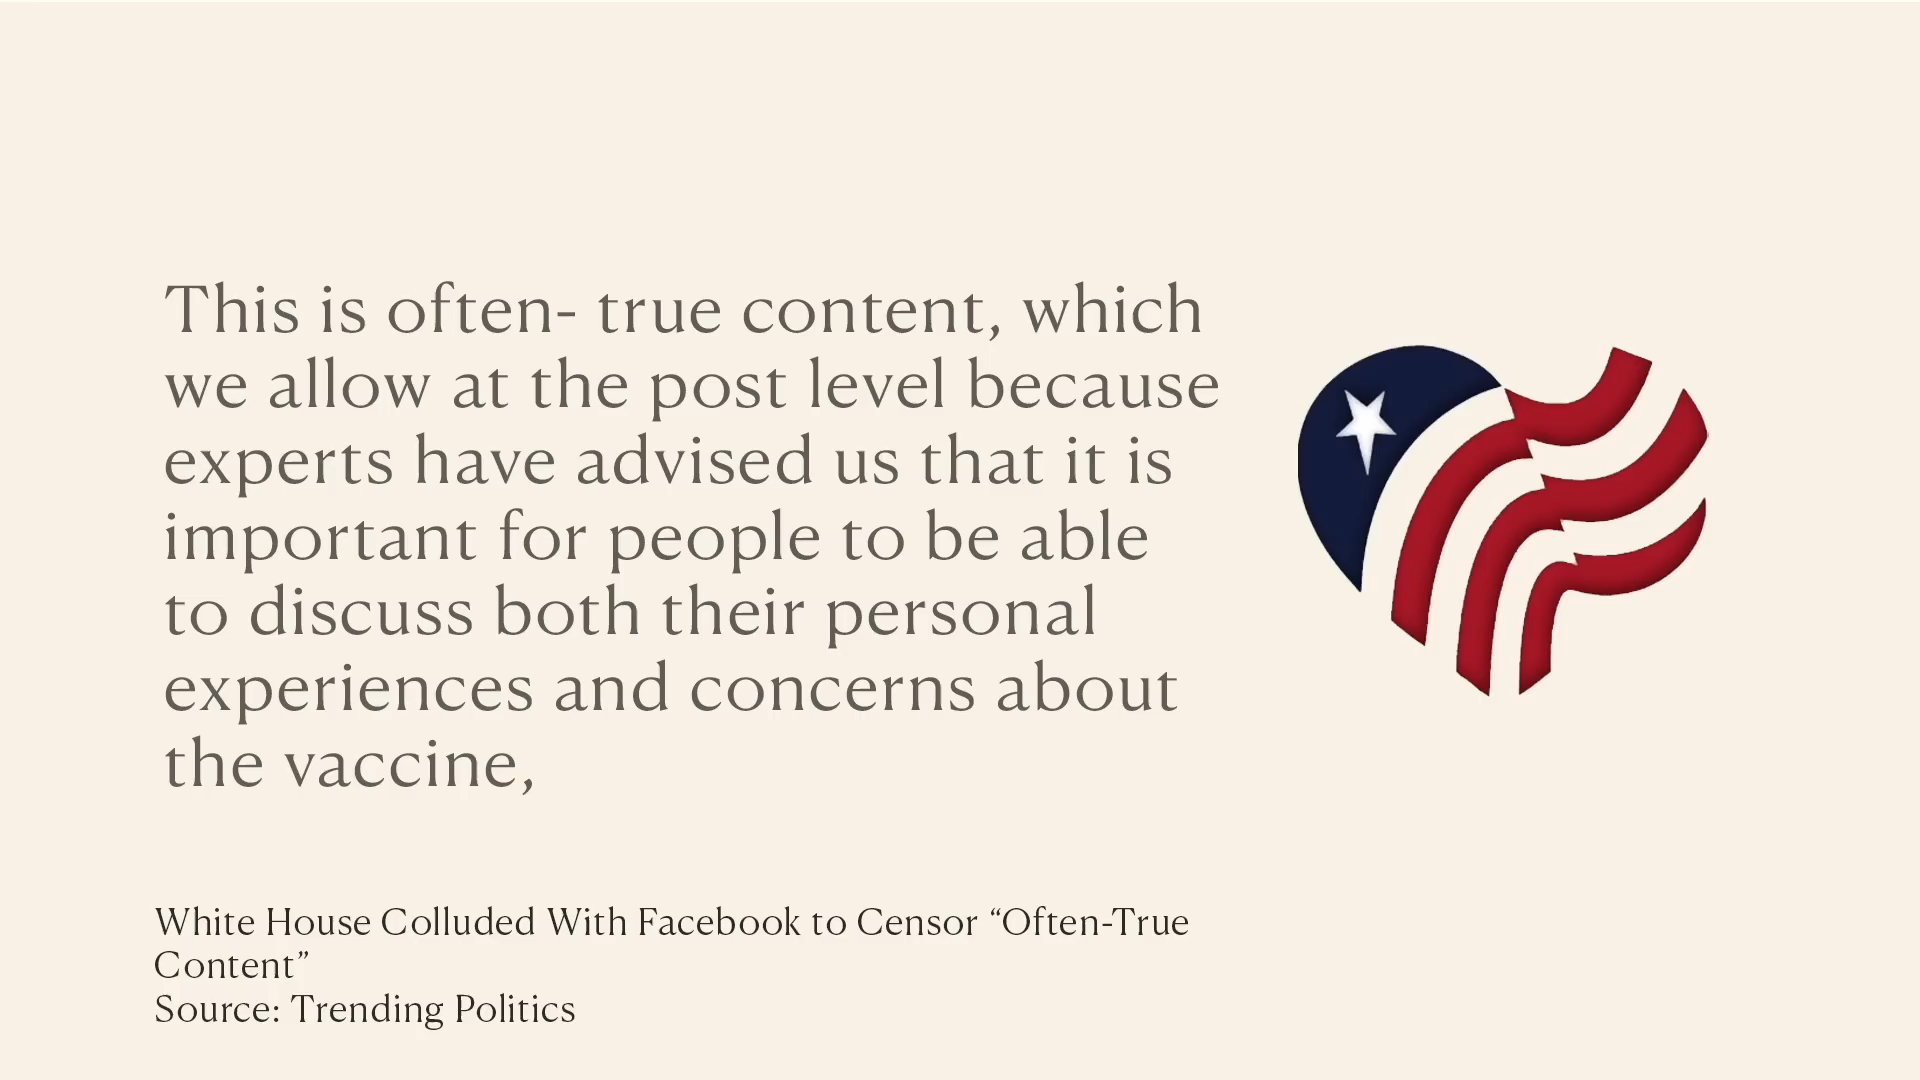 This is often- true content, which
we allow at the post level because
experts have advised us that it is
important for people to be able
to discuss both their personal
experiences and concerns about
the vaccine,
White House Colluded With Facebook to Censor “Often-True
Content”
Source: Trending Politics